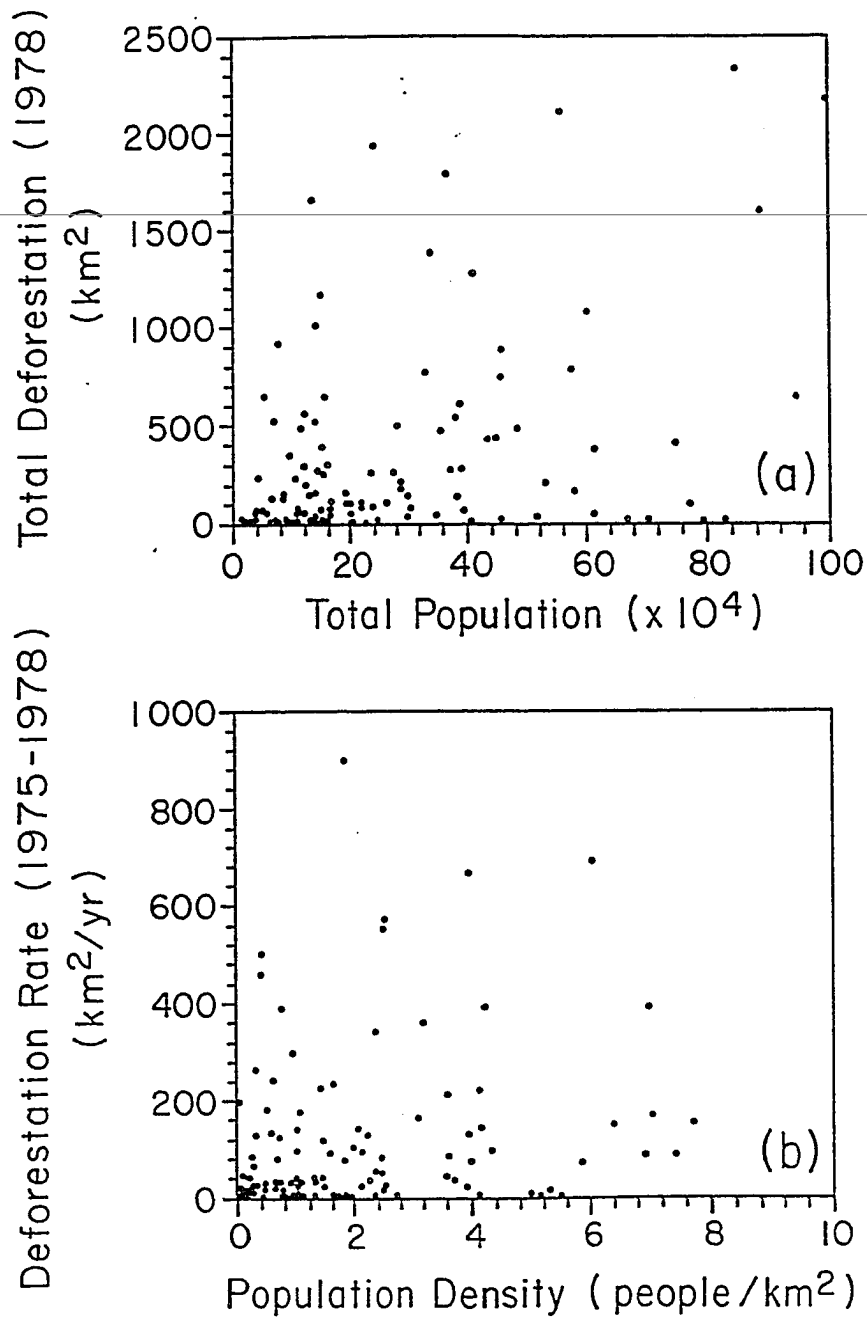 Total Deforestation (1978)
(km²)
2500
2000
1500
1000
500
0
(a)
0 20 40 60 80 100
Total Population (x 10⁴)
Deforestation Rate (1975-1978)
(km²/yr)
1000
800
600
400
200
0
(b)
0 2 4 6 8 10
Population Density (people/km²)